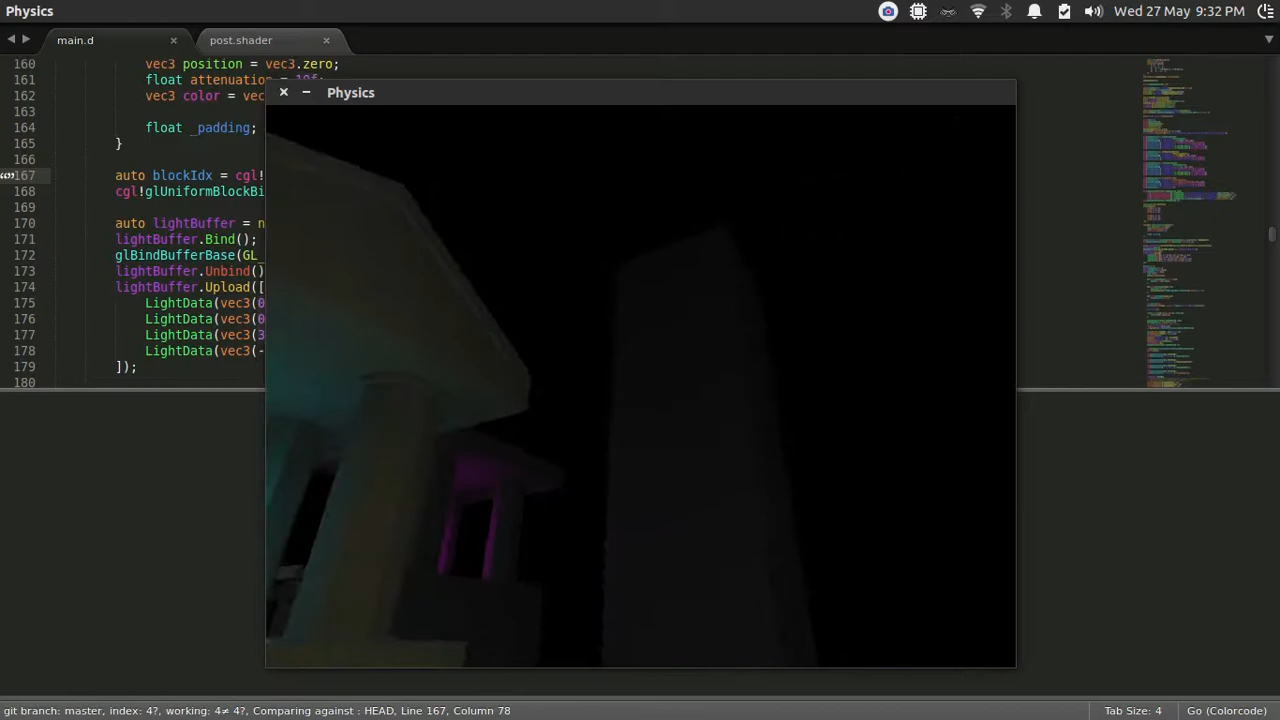 Physics
Wed 27 May 9:32 PM
main.d
post.shader
160 vec3 position = vec3.zero;
161 float attenuation = 10f;
162 vec3 color = vec
Physics
163
164 float _padding;
165 }
166
167 auto blockIdx = cgl!
168 cgl!glUniformBlockBi
169
170 auto lightBuffer = n
171 lightBuffer.Bind();
172 glBindBufferBase(GL_
173 lightBuffer.Unbind()
174 lightBuffer.Upload([
175 LightData(vec3(0
176 LightData(vec3(0
177 LightData(vec3(3
178 LightData(vec3(-
179 ]);
180
git branch: master, index: 4?, working: 4≠ 4?, Comparing against : HEAD, Line 167, Column 78
Tab Size: 4
Go (Colorcode)